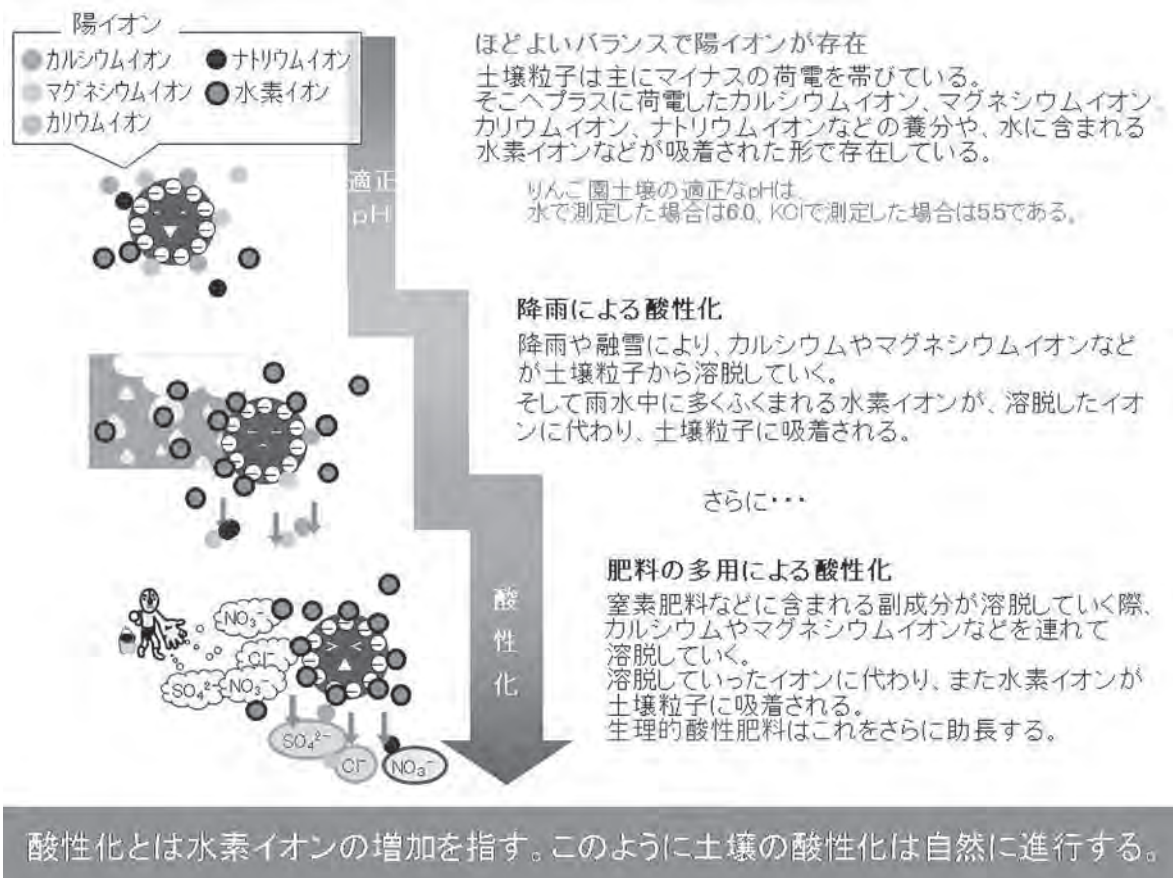 陽イオン
カルシウムイオン ナトリウムイオン
マグネシウムイオン 水素イオン
カリウムイオン
適正
pH
ほどよいバランスで陽イオンが存在
土壌粒子は主にマイナスの荷電を帯びている。
そこへプラスに荷電したカルシウムイオン、マグネシウムイオン、
カリウムイオン、ナトリウムイオンなどの養分や、水に含まれる
水素イオンなどが吸着された形で存在している。
りんご園土壌の適正なpHは、
水で測定した場合は6.0、KClで測定した場合は5.5である。
降雨による酸性化
降雨や融雪により、カルシウムやマグネシウムイオンなど
が土壌粒子から溶脱していく。
そして雨水中に多くふくまれる水素イオンが、溶脱したイオ
ンに代わり、土壌粒子に吸着される。
さらに・・・
酸
性
化
肥料の多用による酸性化
窒素肥料などに含まれる副成分が溶脱していく際、
カルシウムやマグネシウムイオンなどを連れて
溶脱していく。
溶脱していったイオンに代わり、また水素イオンが
土壌粒子に吸着される。
生理的酸性肥料はこれをさらに助長する。
NO₃⁻
Cl⁻
SO₄²⁻ NO₃⁻
SO₄²⁻
Cl⁻ NO₃⁻
酸性化とは水素イオンの増加を指す。このように土壌の酸性化は自然に進行する。